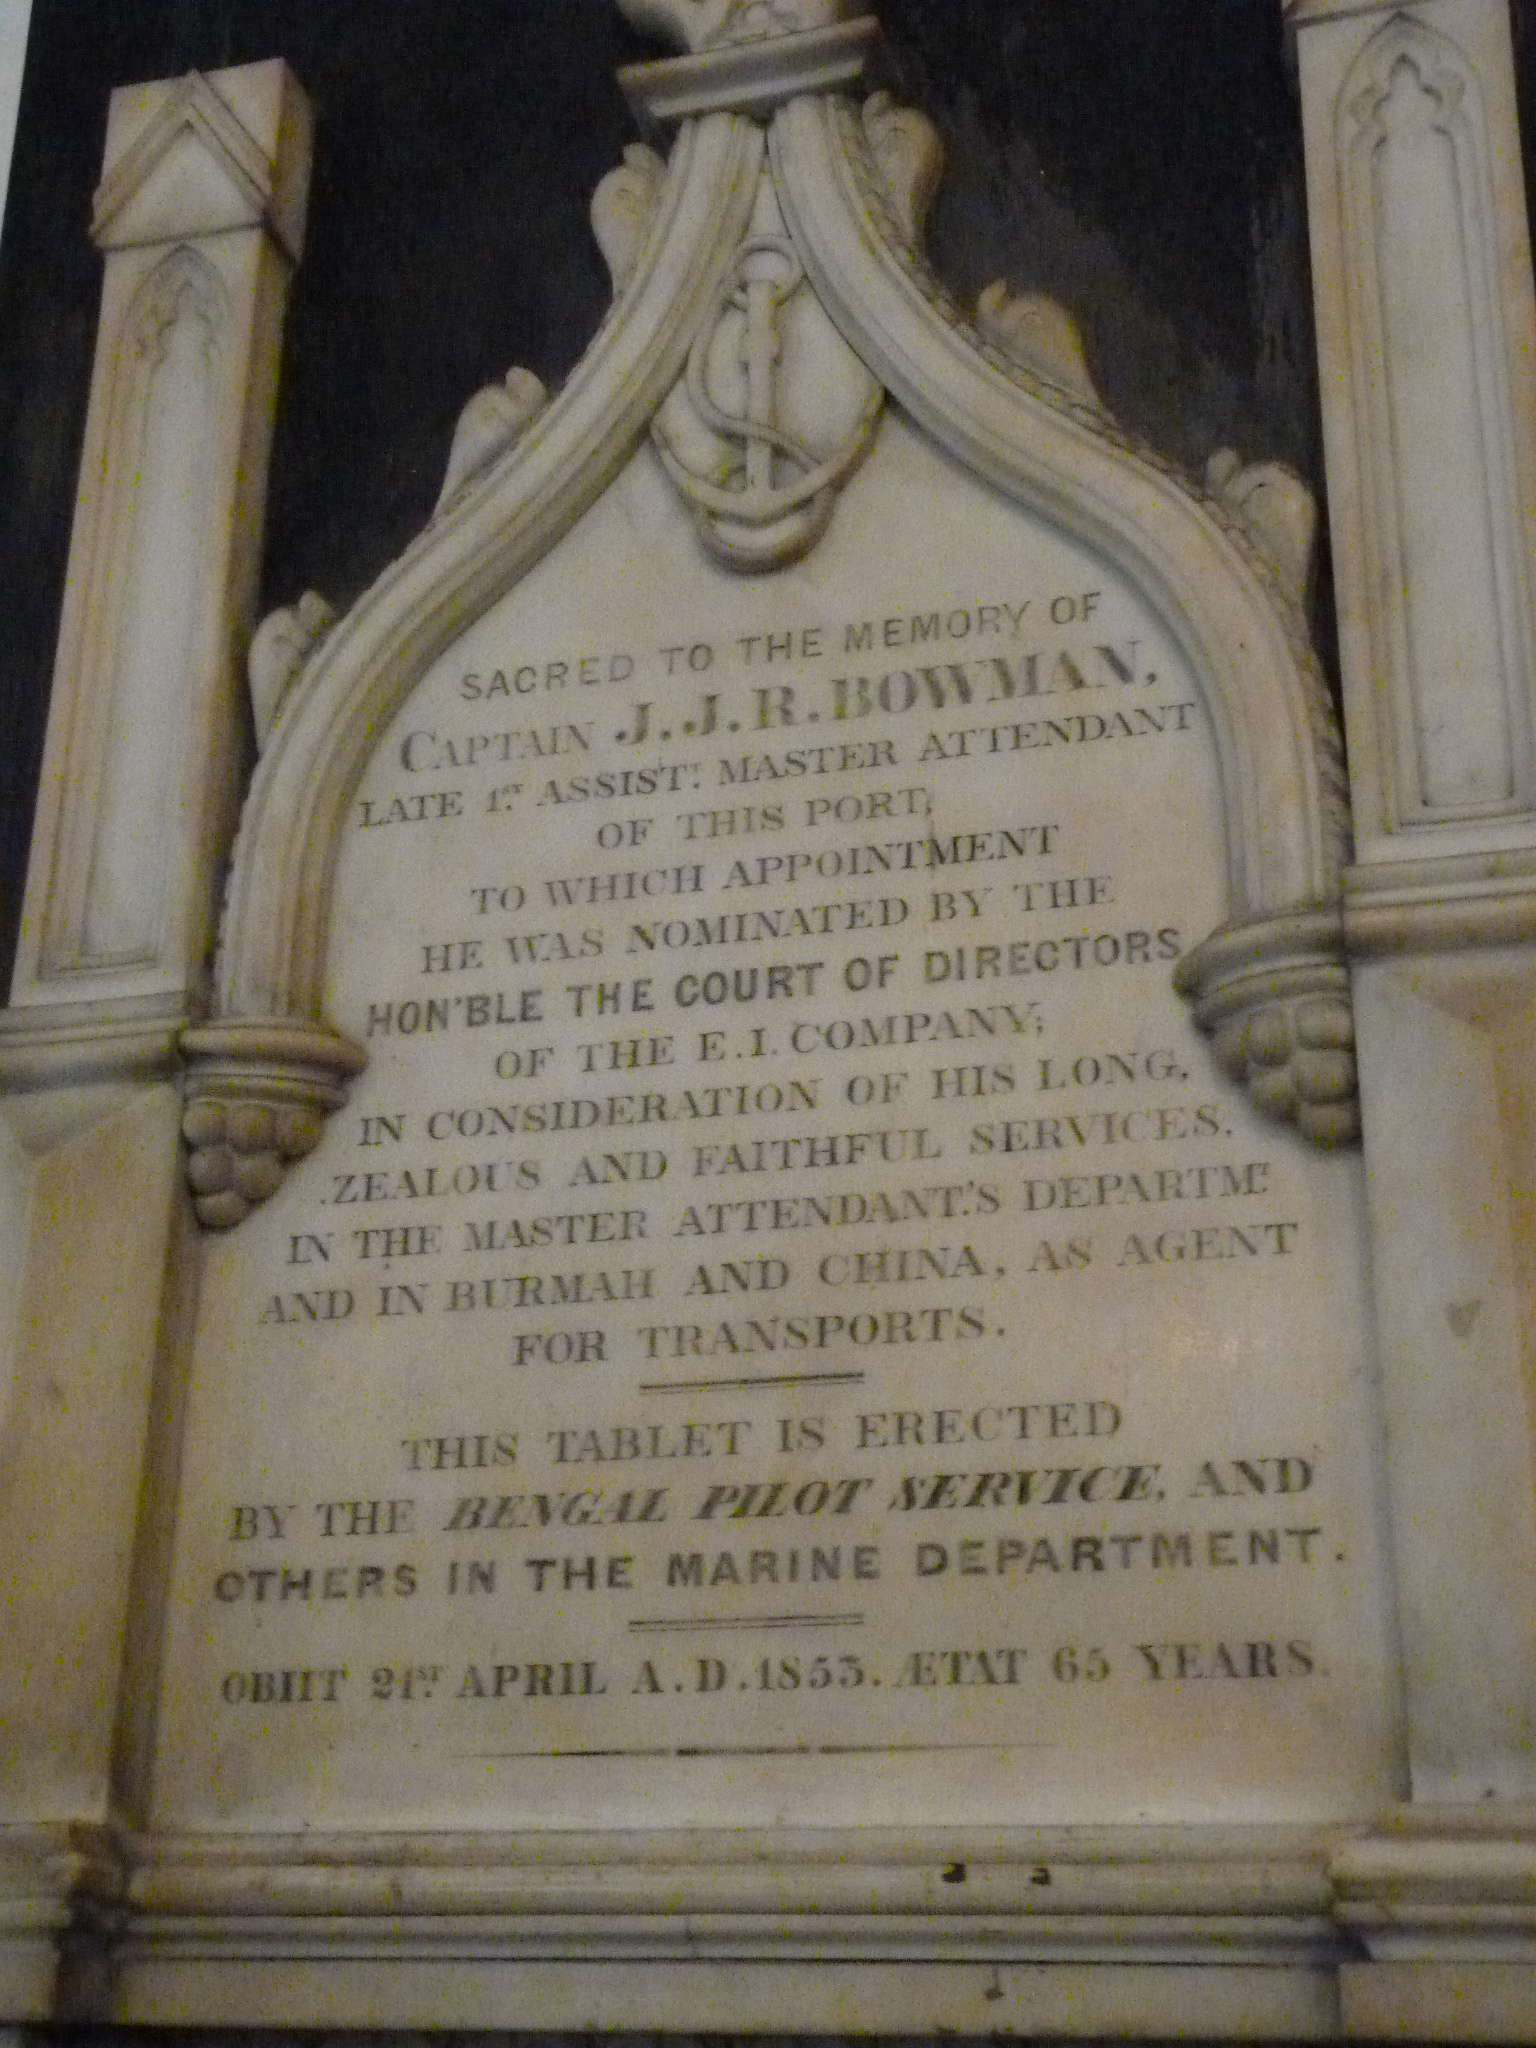 SACRED TO THE MEMORY OF
CAPTAIN J.J.R. BOWMAN,
LATE 1ST. ASSIST.T MASTER ATTENDANT
OF THIS PORT;
TO WHICH APPOINTMENT
HE WAS NOMINATED BY THE
HON'BLE THE COURT OF DIRECTORS
OF THE E.I. COMPANY;
IN CONSIDERATION OF HIS LONG,
ZEALOUS AND FAITHFUL SERVICES,
IN THE MASTER ATTENDANT.'S DEPARTM.T
AND IN BURMAH AND CHINA, AS AGENT
FOR TRANSPORTS.
THIS TABLET IS ERECTED
BY THE BENGAL PILOT SERVICE, AND
OTHERS IN THE MARINE DEPARTMENT.
OBIIT 21ST. APRIL A.D. 1853. ÆTAT 65 YEARS.